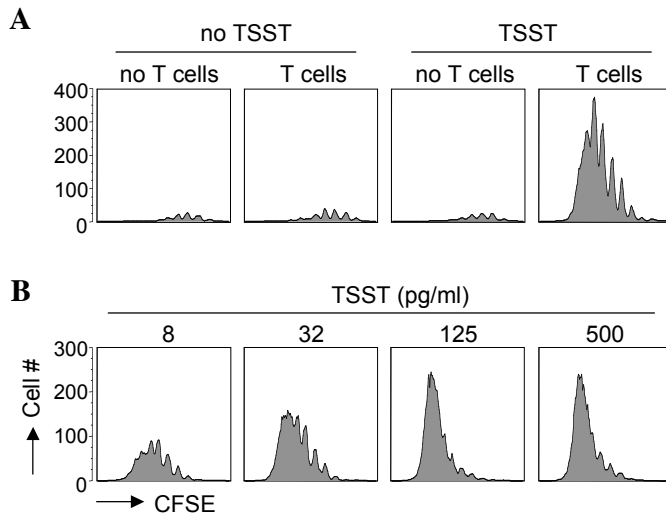 A
no TSST TSST
no T cells T cells no T cells T cells
400
300
200
100
0
B
TSST (pg/ml)
8 32 125 500
300
200
100
0
Cell #
CFSE